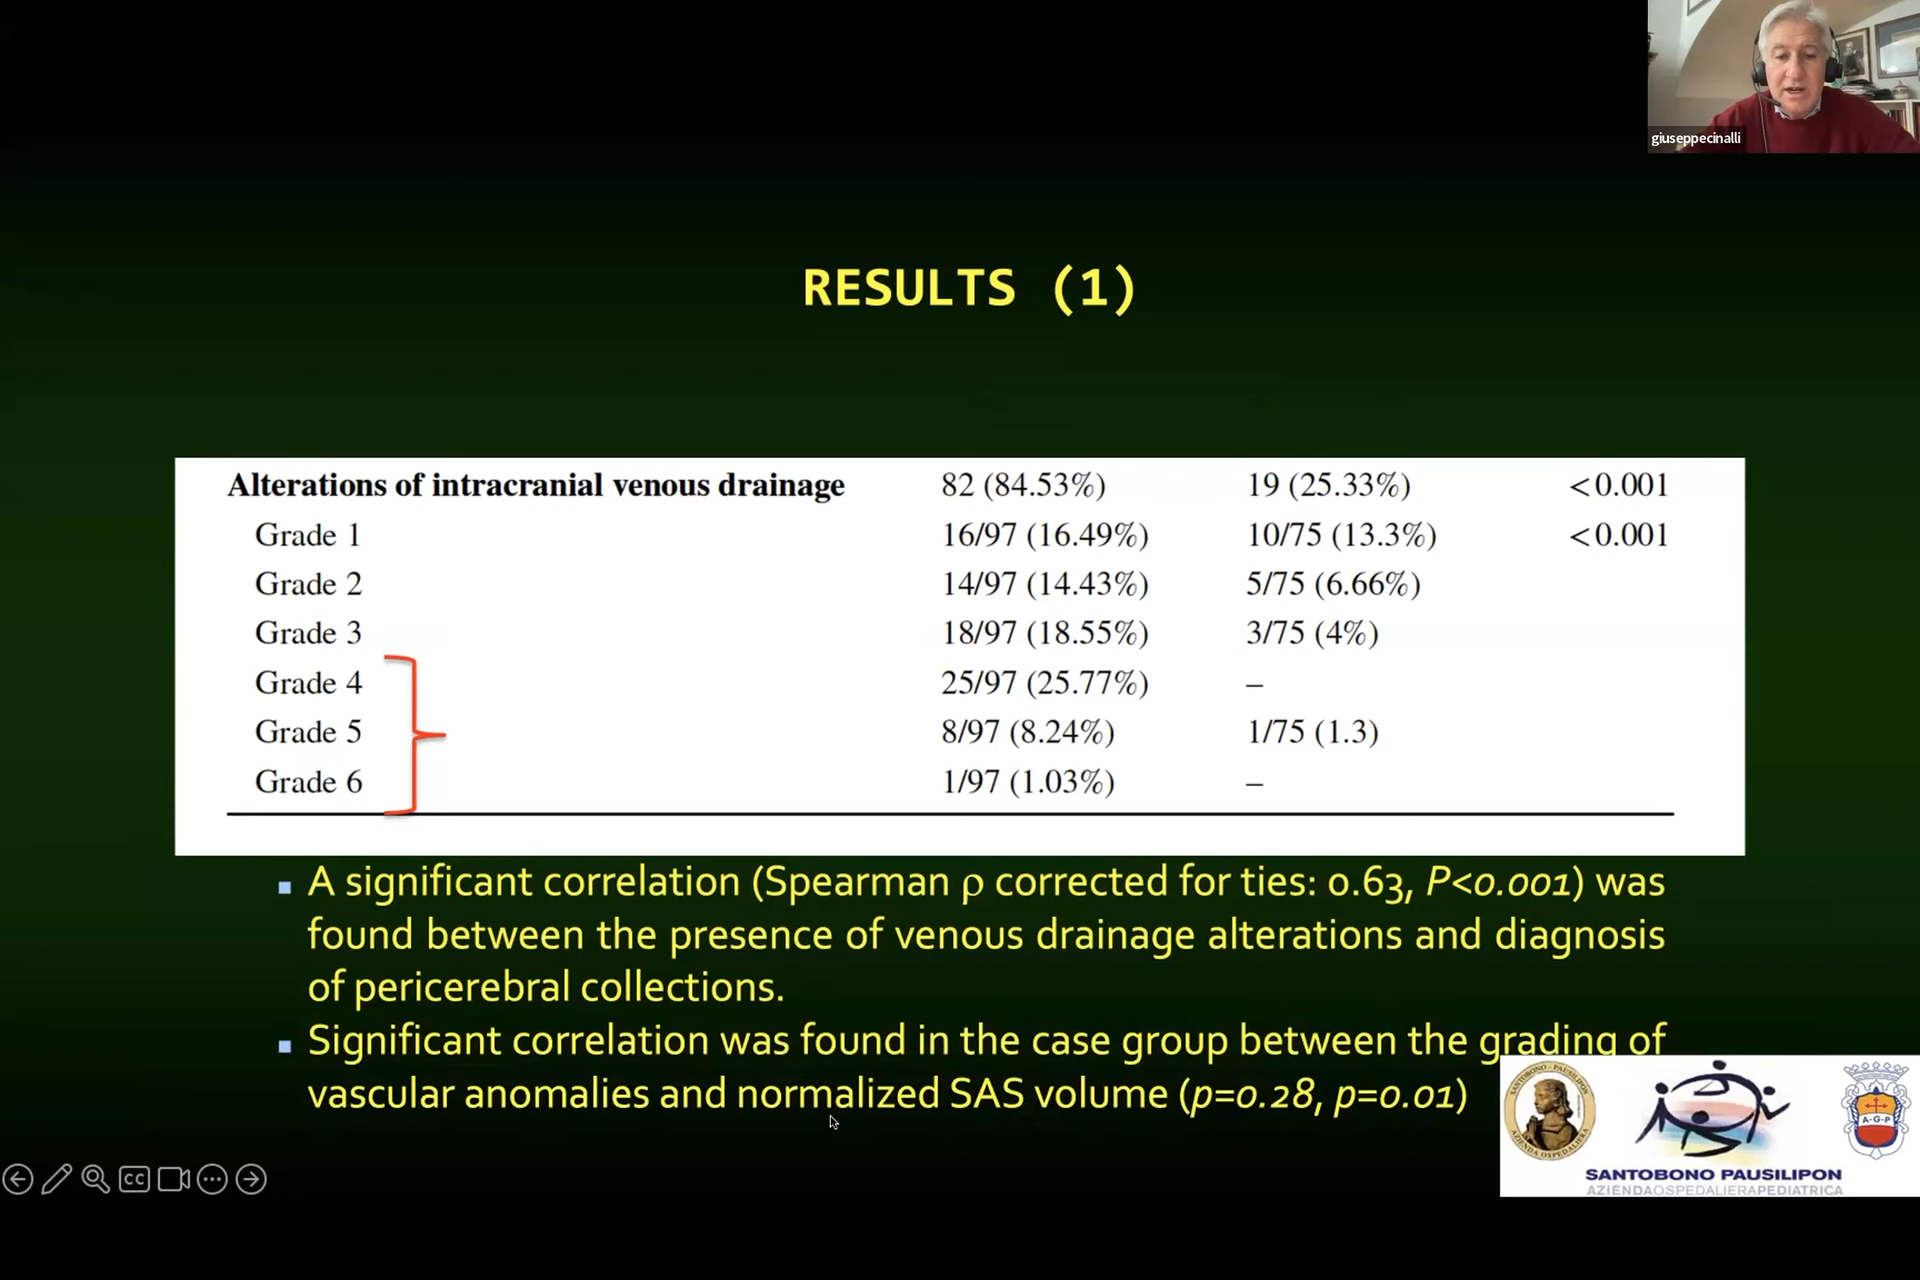 giuseppecinalli
RESULTS (1)
Alterations of intracranial venous drainage 82 (84.53%) 19 (25.33%) <0.001
Grade 1 16/97 (16.49%) 10/75 (13.3%) <0.001
Grade 2 14/97 (14.43%) 5/75 (6.66%)
Grade 3 18/97 (18.55%) 3/75 (4%)
Grade 4 25/97 (25.77%) –
Grade 5 8/97 (8.24%) 1/75 (1.3)
Grade 6 1/97 (1.03%) –
▪ A significant correlation (Spearman ρ corrected for ties: 0.63, P<0.001) was
found between the presence of venous drainage alterations and diagnosis
of pericerebral collections.
▪ Significant correlation was found in the case group between the grading of
vascular anomalies and normalized SAS volume (p=0.28, p=0.01)
SANTOBONO - PAUSILIPON
AZIENDA OSPEDALIERA
A-G-P
SANTOBONO PAUSILIPON
AZIENDAOSPEDALIERAPEDIATRICA
CC